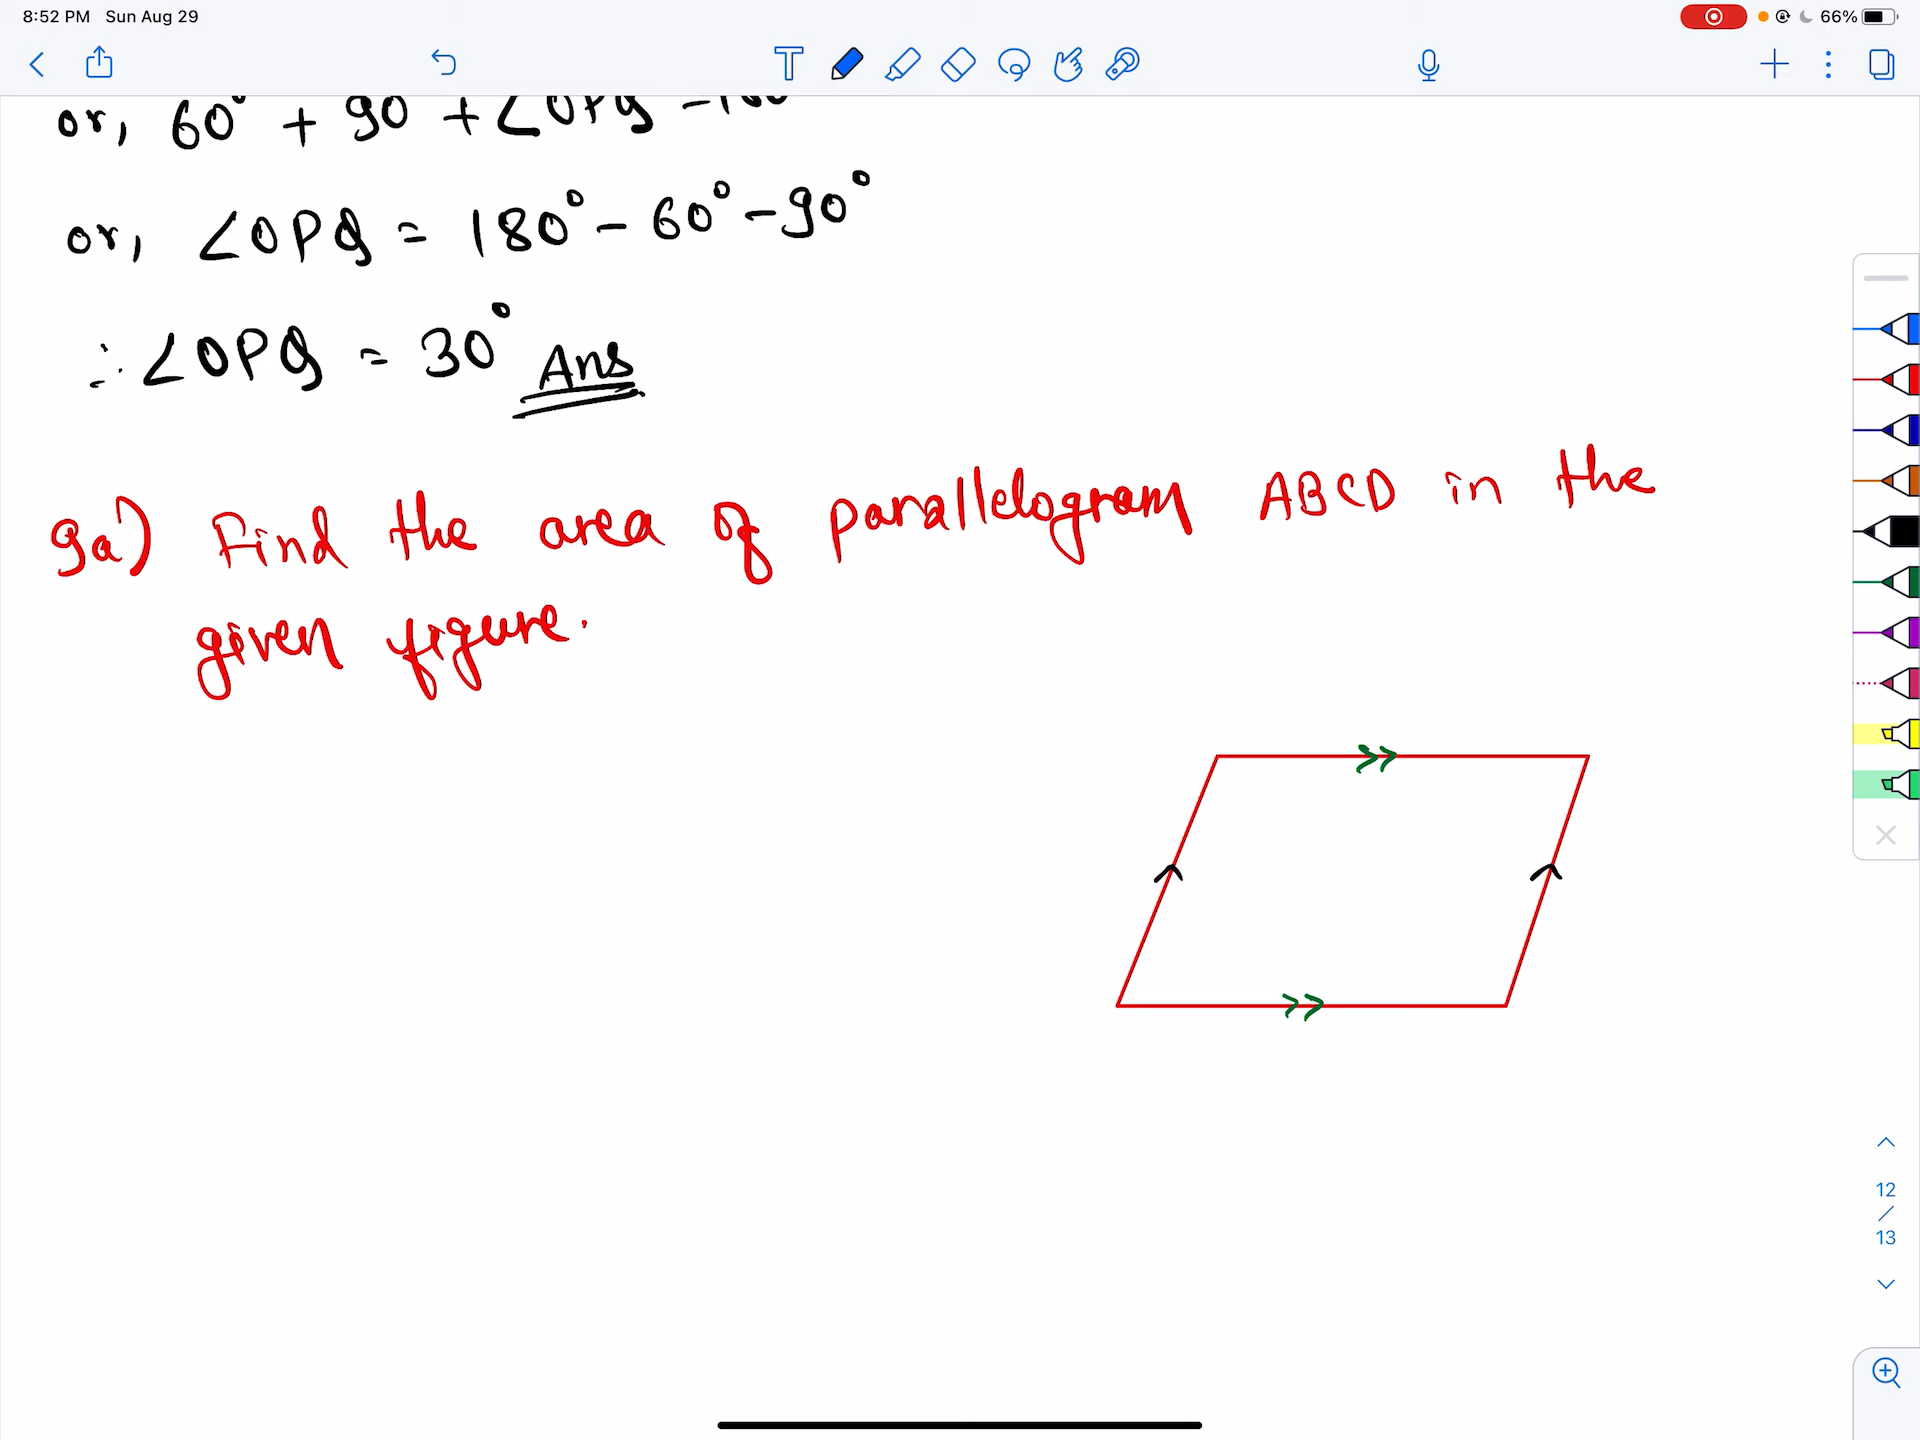 8:52 PM Sun Aug 29
66%
or, 60° + 90 + ∠OPQ
or, ∠OPQ = 180° - 60° - 90°
∴ ∠OPQ = 30° Ans
9a) Find the area of parallelogram ABCD in the
given figure.
12
/
13